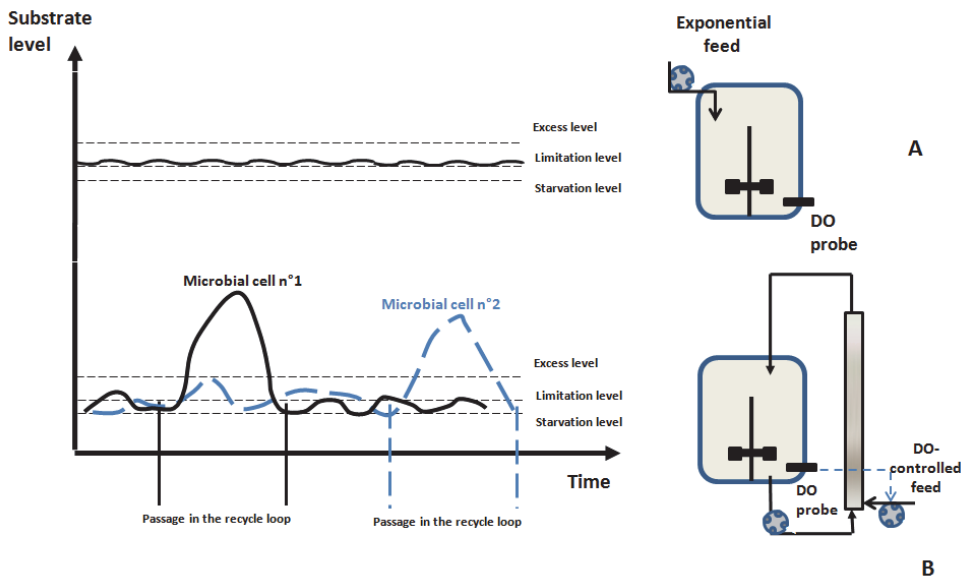 Substrate
level
Exponential
feed
Excess level
Limitation level
Starvation level
A
DO
probe
Microbial cell n°1
Microbial cell n°2
Excess level
Limitation level
Starvation level
Time
Passage in the recycle loop
Passage in the recycle loop
DO
probe
DO-
controlled
feed
B